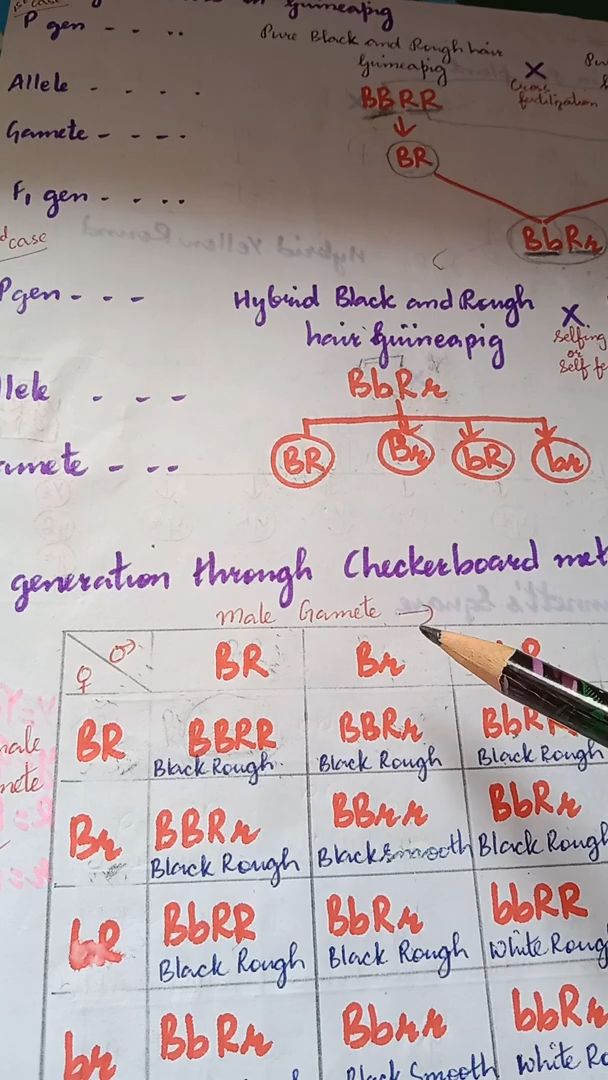 in Guineapig
P gen - - - -
Pure Black and Rough hair
Guineapig
X
Cross
fertilization
Allele - - - -
BBRR
Gamete - - - -
BR
F1 gen - - - -
BbRr
case
Pgen - - -
Hybrid Black and Rough
hair Guineapig
X
Selfing
or
Self fe
llele - - -
BbRr
amete - - -
BR Br bR br
generation through Checkerboard met
Male Gamete →
♀ ♂ BR Br
BR BBRR BBRr
Black Rough Black Rough Black Rough
Br BBRr BBrr BbRr
Black Rough Black smooth Black Rough
bR BbRR BbRr bbRR
Black Rough Black Rough White Roug
br BbRr Bbrr bbRr
Black Smooth White Ro